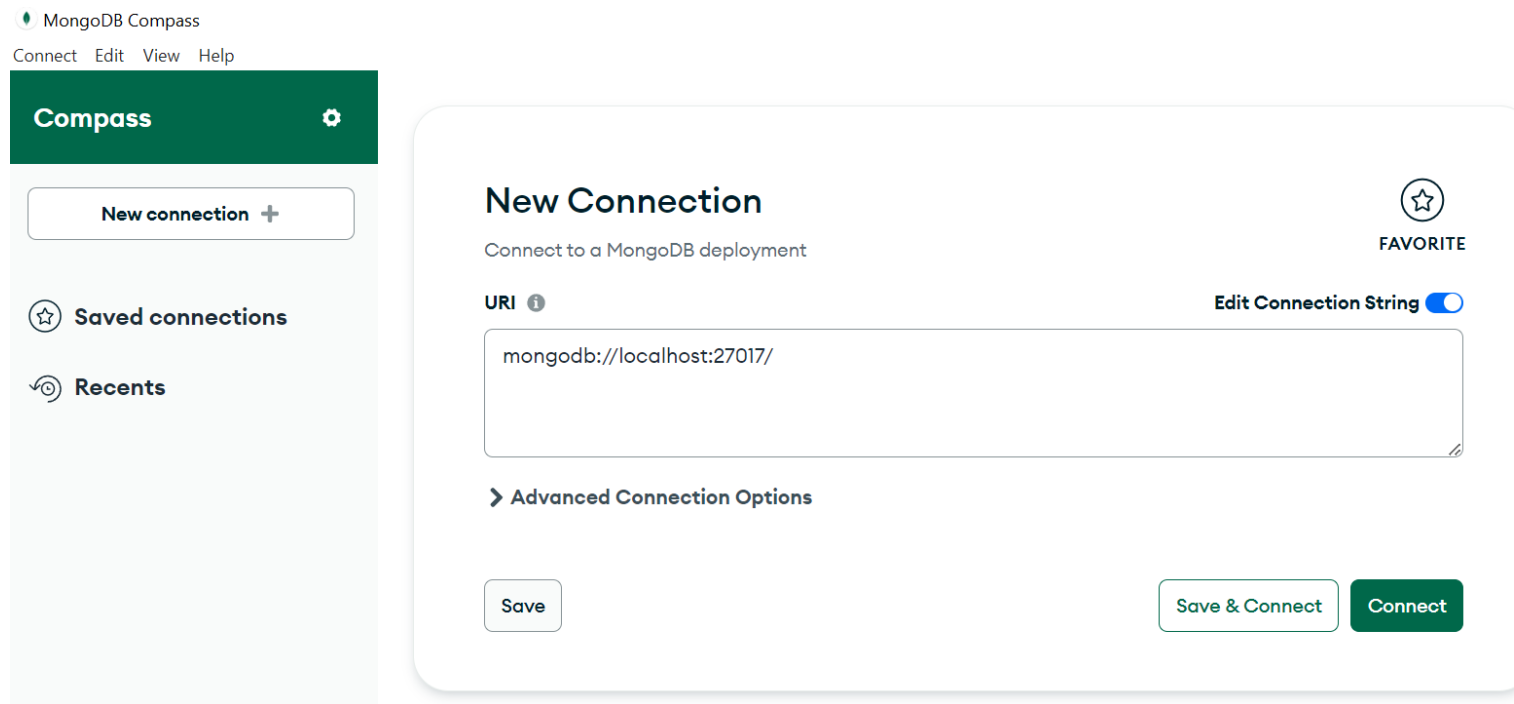 MongoDB Compass
Connect Edit View Help
Compass
New connection
Saved connections
Recents
New Connection
Connect to a MongoDB deployment
FAVORITE
URI
Edit Connection String
mongodb://localhost:27017/
Advanced Connection Options
Save
Save & Connect
Connect